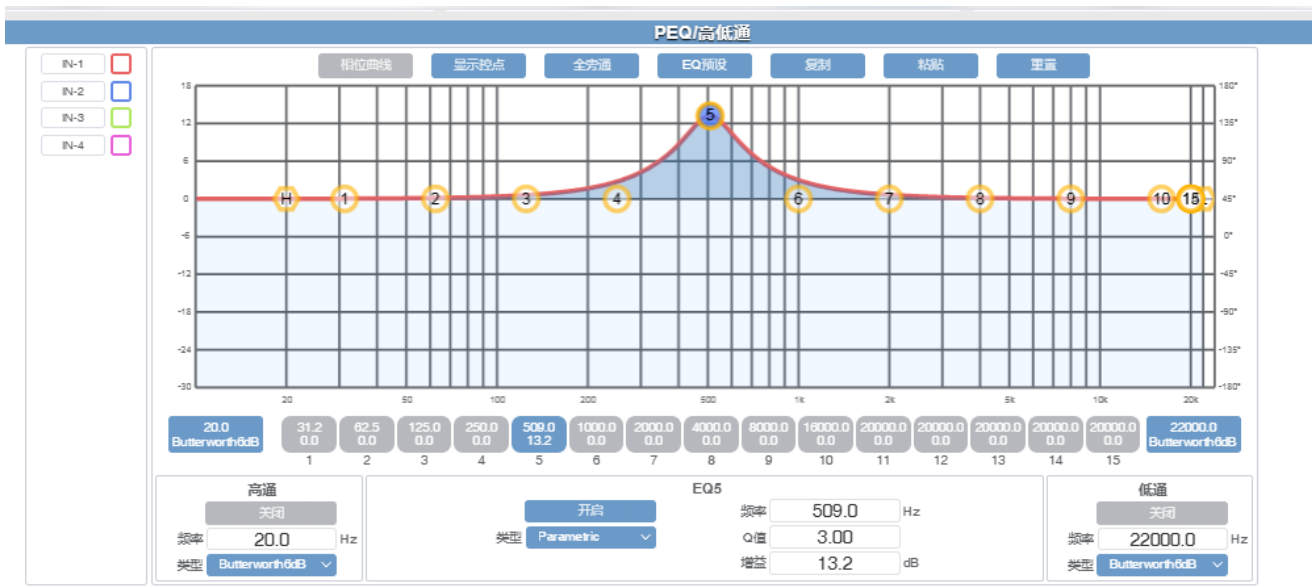 PEQ/高低通
IN-1
IN-2
IN-3
IN-4
相位曲线 显示控点 全旁通 EQ预设 复制 粘贴 重置
18 180°
12 135°
6 90°
0 45°
-6 0°
-12 -45°
-18 -90°
-24 -135°
-30 -180°
5
H 1 2 3 4 6 7 8 9 10 15
20 50 100 200 500 1k 2k 5k 10k 20k
20.0 31.2 62.5 125.0 250.0 509.0 1000.0 2000.0 4000.0 8000.0 16000.0 20000.0 20000.0 20000.0 20000.0 20000.0 22000.0
Butterworth6dB 0.0 0.0 0.0 0.0 13.2 0.0 0.0 0.0 0.0 0.0 0.0 0.0 0.0 0.0 0.0 Butterworth6dB
1 2 3 4 5 6 7 8 9 10 11 12 13 14 15
高通
关闭
频率 20.0 Hz
类型 Butterworth6dB
EQ5
开启
类型 Parametric
频率 509.0 Hz
Q值 3.00
增益 13.2 dB
低通
关闭
频率 22000.0 Hz
类型 Butterworth6dB